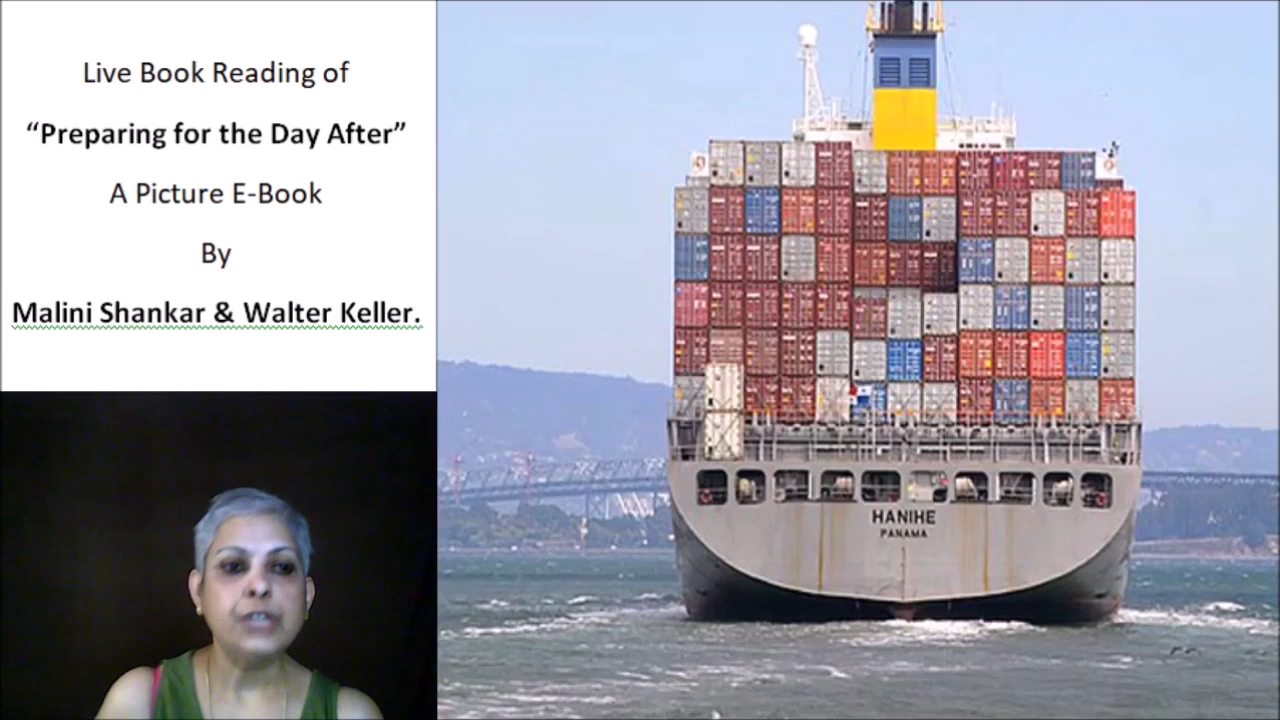 Live Book Reading of
“Preparing for the Day After”
A Picture E-Book
By
Malini Shankar & Walter Keller.
HANIHE
PANAMA